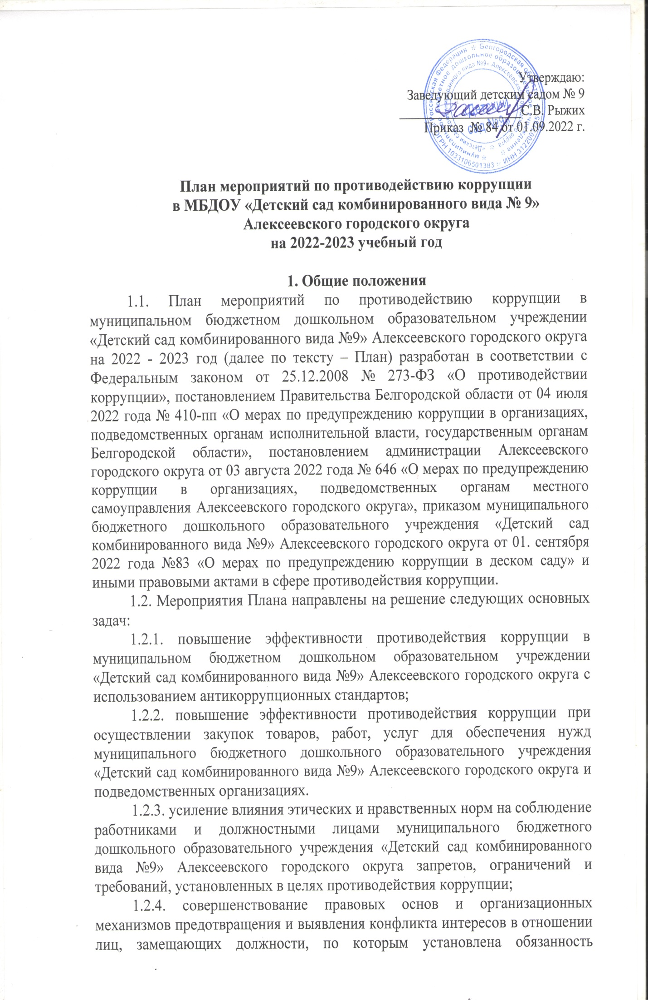 Утверждаю:
Заведующий детским садом № 9
С.В. Рыжих
Приказ № 84 от 01.09.2022 г.
Российская Федерация ✲ Белгородская область
ОГРН 1033106501383 ✲ ИНН
муниципальное бюджетное дошкольное образовательное учреждение
«Детский сад комбинированного вида №9» Алексеевского городского округа
«Детский
сад №9»
План мероприятий по противодействию коррупции
в МБДОУ «Детский сад комбинированного вида № 9»
Алексеевского городского округа
на 2022-2023 учебный год
1. Общие положения
1.1. План мероприятий по противодействию коррупции в
муниципальном бюджетном дошкольном образовательном учреждении
«Детский сад комбинированного вида №9» Алексеевского городского округа
на 2022 - 2023 год (далее по тексту – План) разработан в соответствии с
Федеральным законом от 25.12.2008 № 273-ФЗ «О противодействии
коррупции», постановлением Правительства Белгородской области от 04 июля
2022 года № 410-пп «О мерах по предупреждению коррупции в организациях,
подведомственных органам исполнительной власти, государственным органам
Белгородской области», постановлением администрации Алексеевского
городского округа от 03 августа 2022 года № 646 «О мерах по предупреждению
коррупции в организациях, подведомственных органам местного
самоуправления Алексеевского городского округа», приказом муниципального
бюджетного дошкольного образовательного учреждения «Детский сад
комбинированного вида №9» Алексеевского городского округа от 01. сентября
2022 года №83 «О мерах по предупреждению коррупции в деском саду» и
иными правовыми актами в сфере противодействия коррупции.
1.2. Мероприятия Плана направлены на решение следующих основных
задач:
1.2.1. повышение эффективности противодействия коррупции в
муниципальном бюджетном дошкольном образовательном учреждении
«Детский сад комбинированного вида №9» Алексеевского городского округа с
использованием антикоррупционных стандартов;
1.2.2. повышение эффективности противодействия коррупции при
осуществлении закупок товаров, работ, услуг для обеспечения нужд
муниципального бюджетного дошкольного образовательного учреждения
«Детский сад комбинированного вида №9» Алексеевского городского округа и
подведомственных организациях.
1.2.3. усиление влияния этических и нравственных норм на соблюдение
работниками и должностными лицами муниципального бюджетного
дошкольного образовательного учреждения «Детский сад комбинированного
вида №9» Алексеевского городского округа запретов, ограничений и
требований, установленных в целях противодействия коррупции;
1.2.4. совершенствование правовых основ и организационных
механизмов предотвращения и выявления конфликта интересов в отношении
лиц, замещающих должности, по которым установлена обязанность